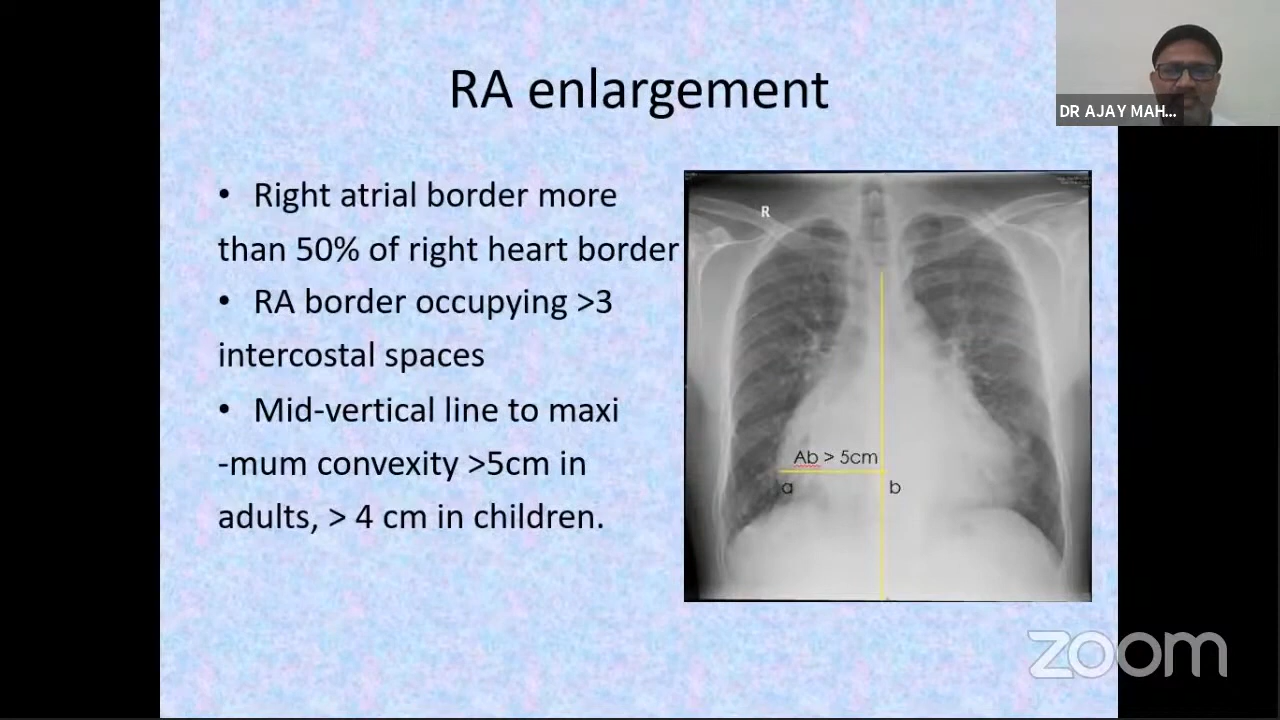 RA enlargement
DR AJAY MAH...
• Right atrial border more
than 50% of right heart border
• RA border occupying >3
intercostal spaces
• Mid-vertical line to maxi
-mum convexity >5cm in
adults, > 4 cm in children.
R
Ab > 5cm
a
b
zoom